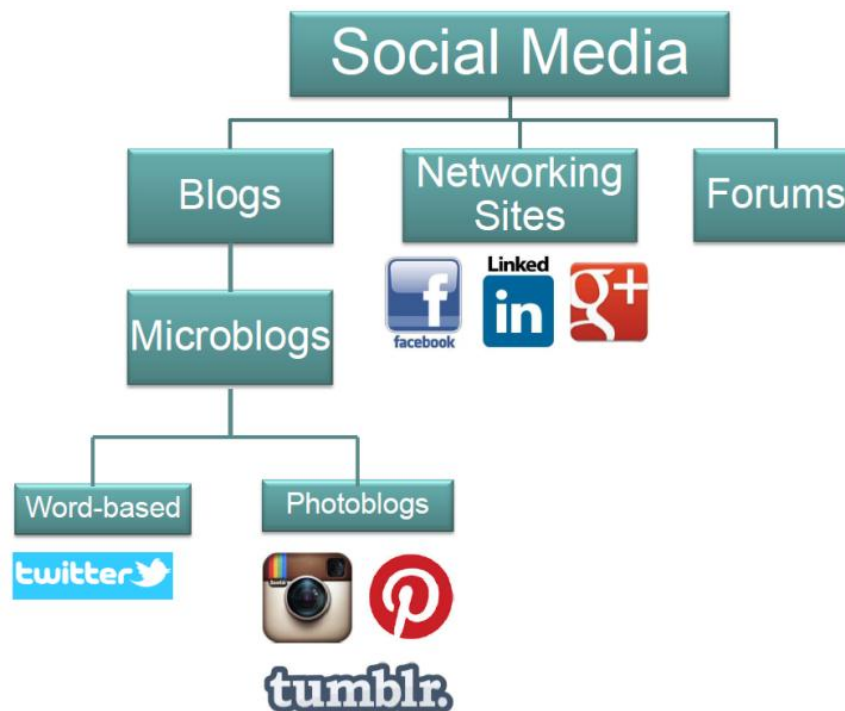 Social Media
Blogs
Networking
Sites
Forums
Linked
in
f
facebook
g+
Microblogs
Word-based
Photoblogs
twitter
tumblr.